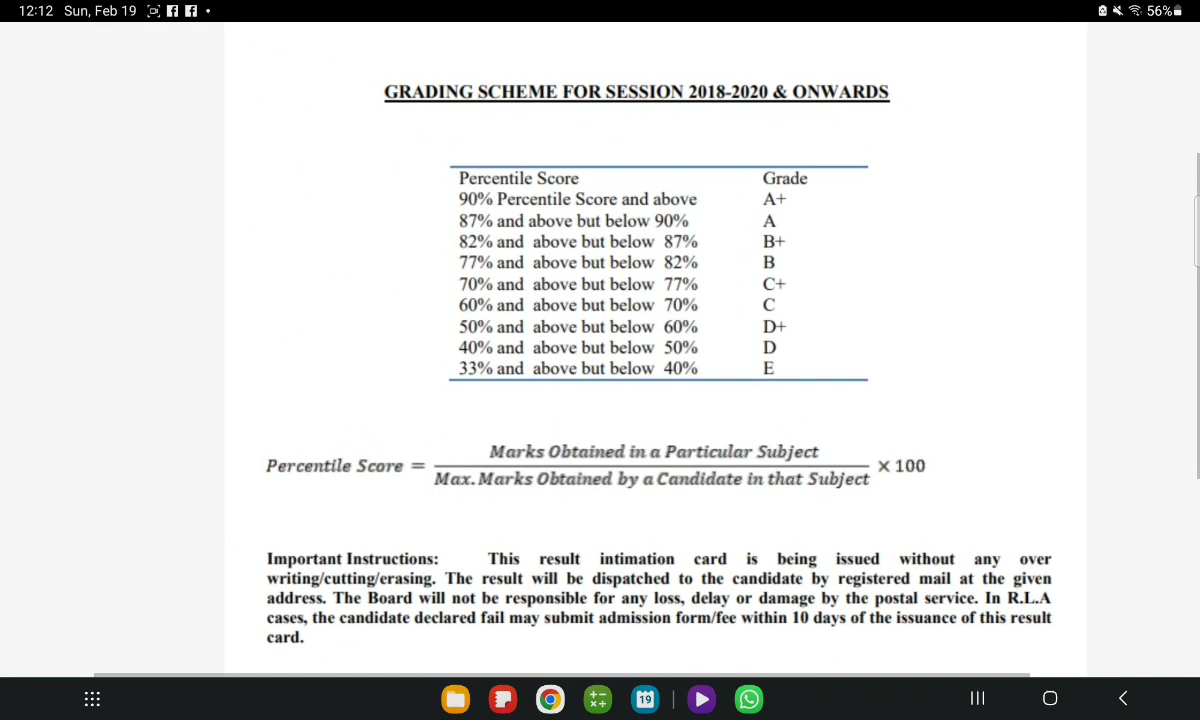 12:12 Sun, Feb 19 56%
GRADING SCHEME FOR SESSION 2018-2020 & ONWARDS
Percentile Score Grade
90% Percentile Score and above A+
87% and above but below 90% A
82% and above but below 87% B+
77% and above but below 82% B
70% and above but below 77% C+
60% and above but below 70% C
50% and above but below 60% D+
40% and above but below 50% D
33% and above but below 40% E
Marks Obtained in a Particular Subject
Percentile Score = × 100
Max. Marks Obtained by a Candidate in that Subject
Important Instructions: This result intimation card is being issued without any over
writing/cutting/erasing. The result will be dispatched to the candidate by registered mail at the given
address. The Board will not be responsible for any loss, delay or damage by the postal service. In R.L.A
cases, the candidate declared fail may submit admission form/fee within 10 days of the issuance of this result
card.
19